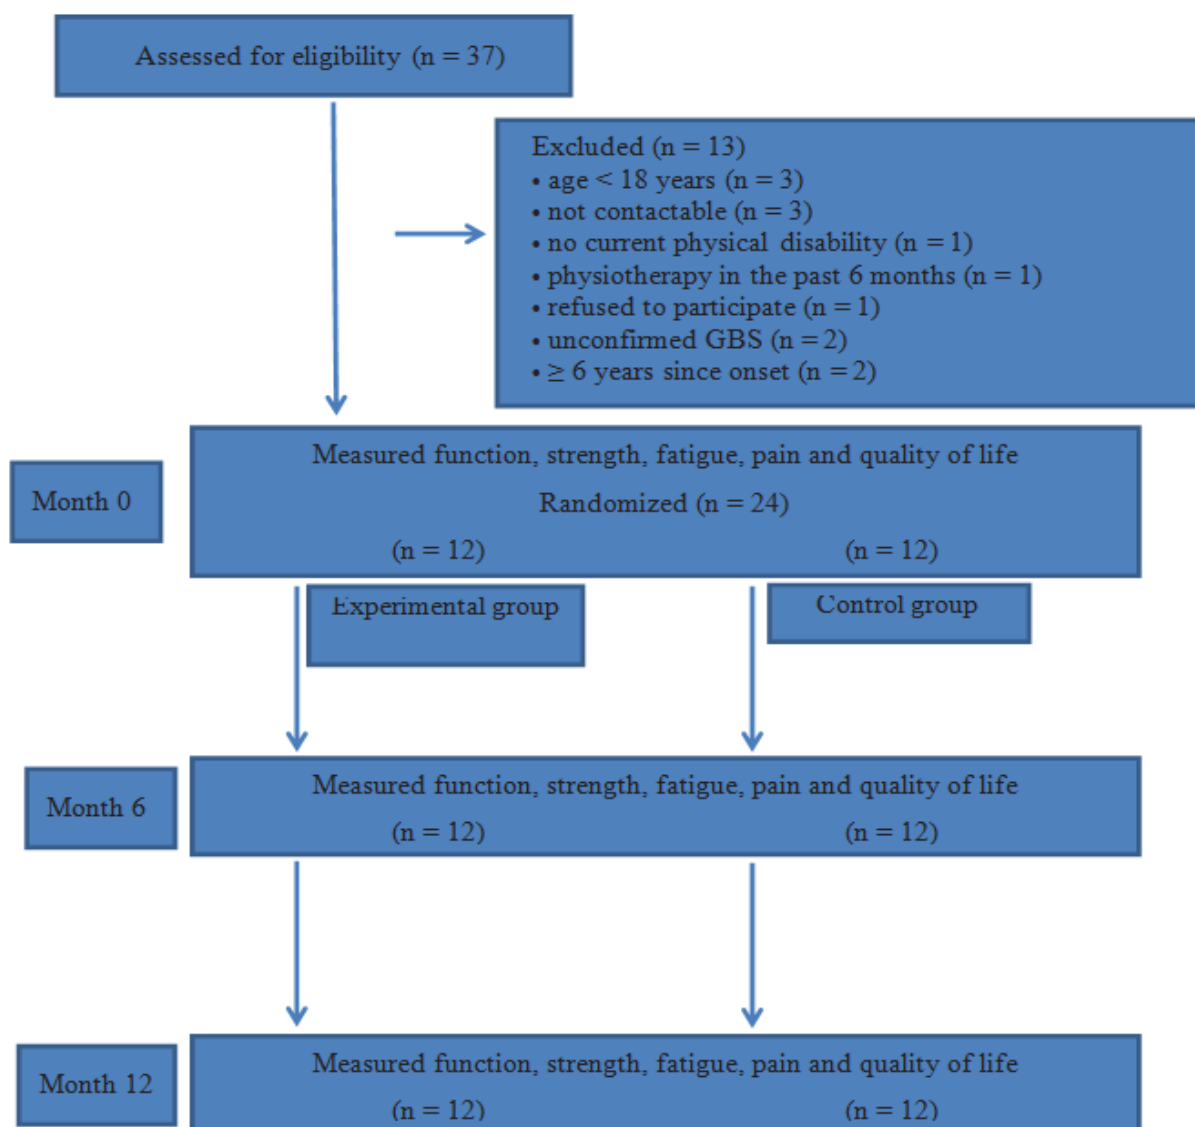 Assessed for eligibility (n = 37)
Excluded (n = 13)
• age < 18 years (n = 3)
• not contactable (n = 3)
• no current physical disability (n = 1)
• physiotherapy in the past 6 months (n = 1)
• refused to participate (n = 1)
• unconfirmed GBS (n = 2)
• ≥ 6 years since onset (n = 2)
Month 0
Measured function, strength, fatigue, pain and quality of life
Randomized (n = 24)
(n = 12) (n = 12)
Experimental group
Control group
Month 6
Measured function, strength, fatigue, pain and quality of life
(n = 12) (n = 12)
Month 12
Measured function, strength, fatigue, pain and quality of life
(n = 12) (n = 12)